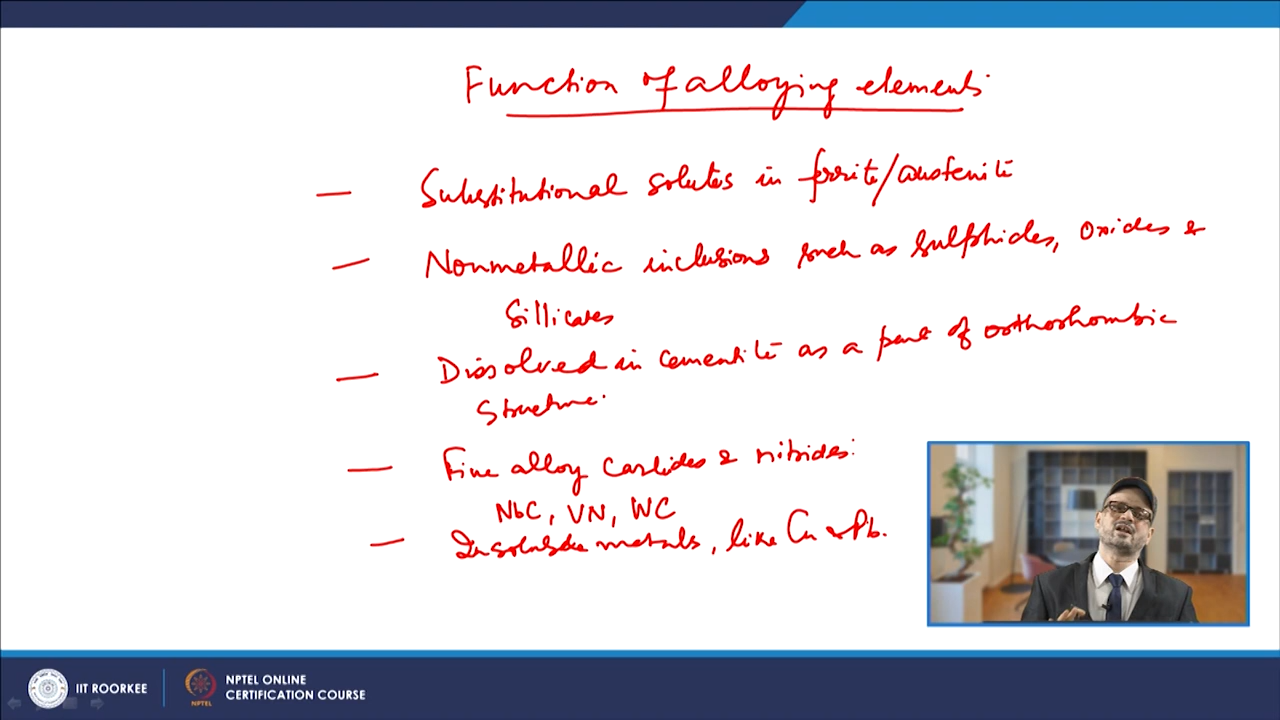 Function of alloying elements
— Substitutional solutes in ferrite/austenite
— Nonmetallic inclusions such as sulphides, oxides &
Sillicates
— Dissolved in cementite as a part of orthorhombic
Structure.
— Fine alloy carbides & nitrides:
NbC, VN, WC
— Insoluble metals, like Cu & Pb.
IIT ROORKEE
NPTEL
NPTEL ONLINE
CERTIFICATION COURSE